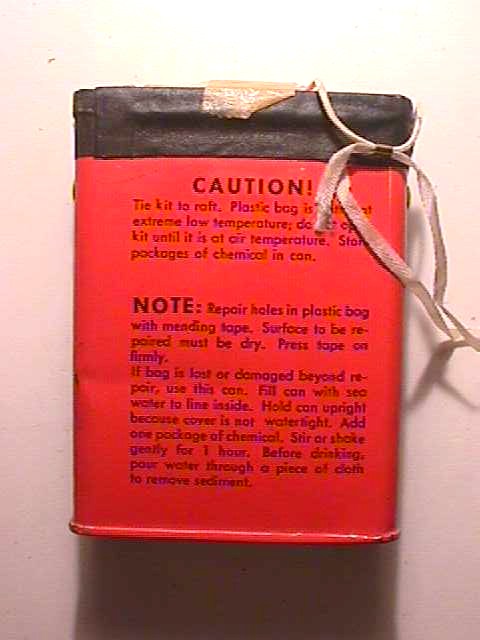 CAUTION!
Tie kit to raft. Plastic bag is at
extreme low temperature; do
kit until it is at air temperature. Store
packages of chemical in can.
NOTE: Repair holes in plastic bag
with mending tape. Surface to be re-
paired must be dry. Press tape on
firmly.
If bag is lost or damaged beyond re-
pair, use this can. Fill can with sea
water to line inside. Hold can upright
because cover is not watertight. Add
one package of chemical. Stir or shake
gently for 1 hour. Before drinking,
pour water through a piece of cloth
to remove sediment.